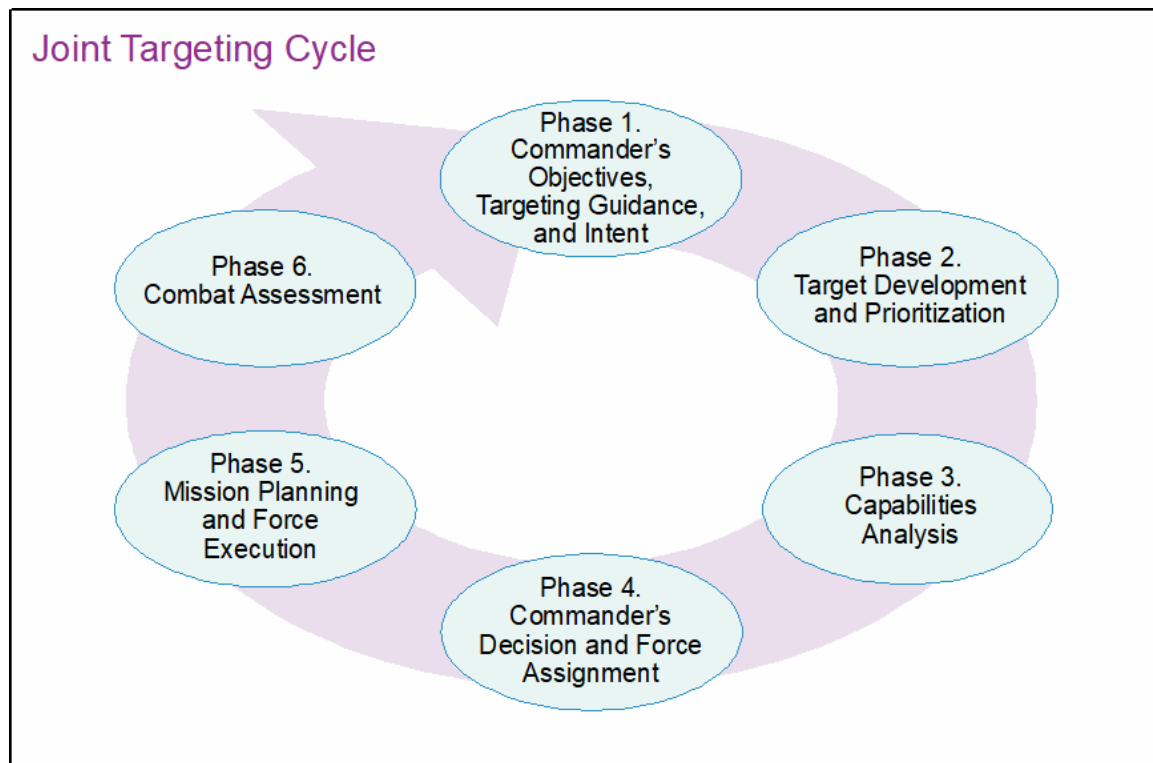 Joint Targeting Cycle
Phase 1.
Commander’s
Objectives,
Targeting Guidance,
and Intent
Phase 2.
Target Development
and Prioritization
Phase 3.
Capabilities
Analysis
Phase 4.
Commander’s
Decision and Force
Assignment
Phase 5.
Mission Planning
and Force
Execution
Phase 6.
Combat Assessment